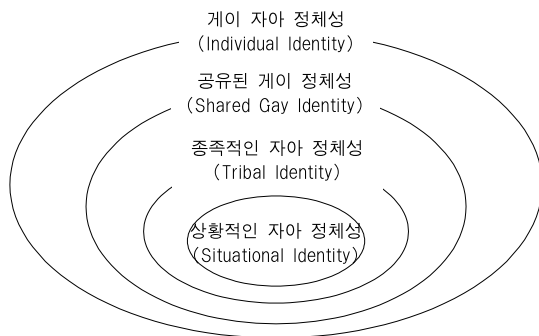 게이 자아 정체성
(Individual Identity)
공유된 게이 정체성
(Shared Gay Identity)
종족적인 자아 정체성
(Tribal Identity)
상황적인 자아 정체성
(Situational Identity)